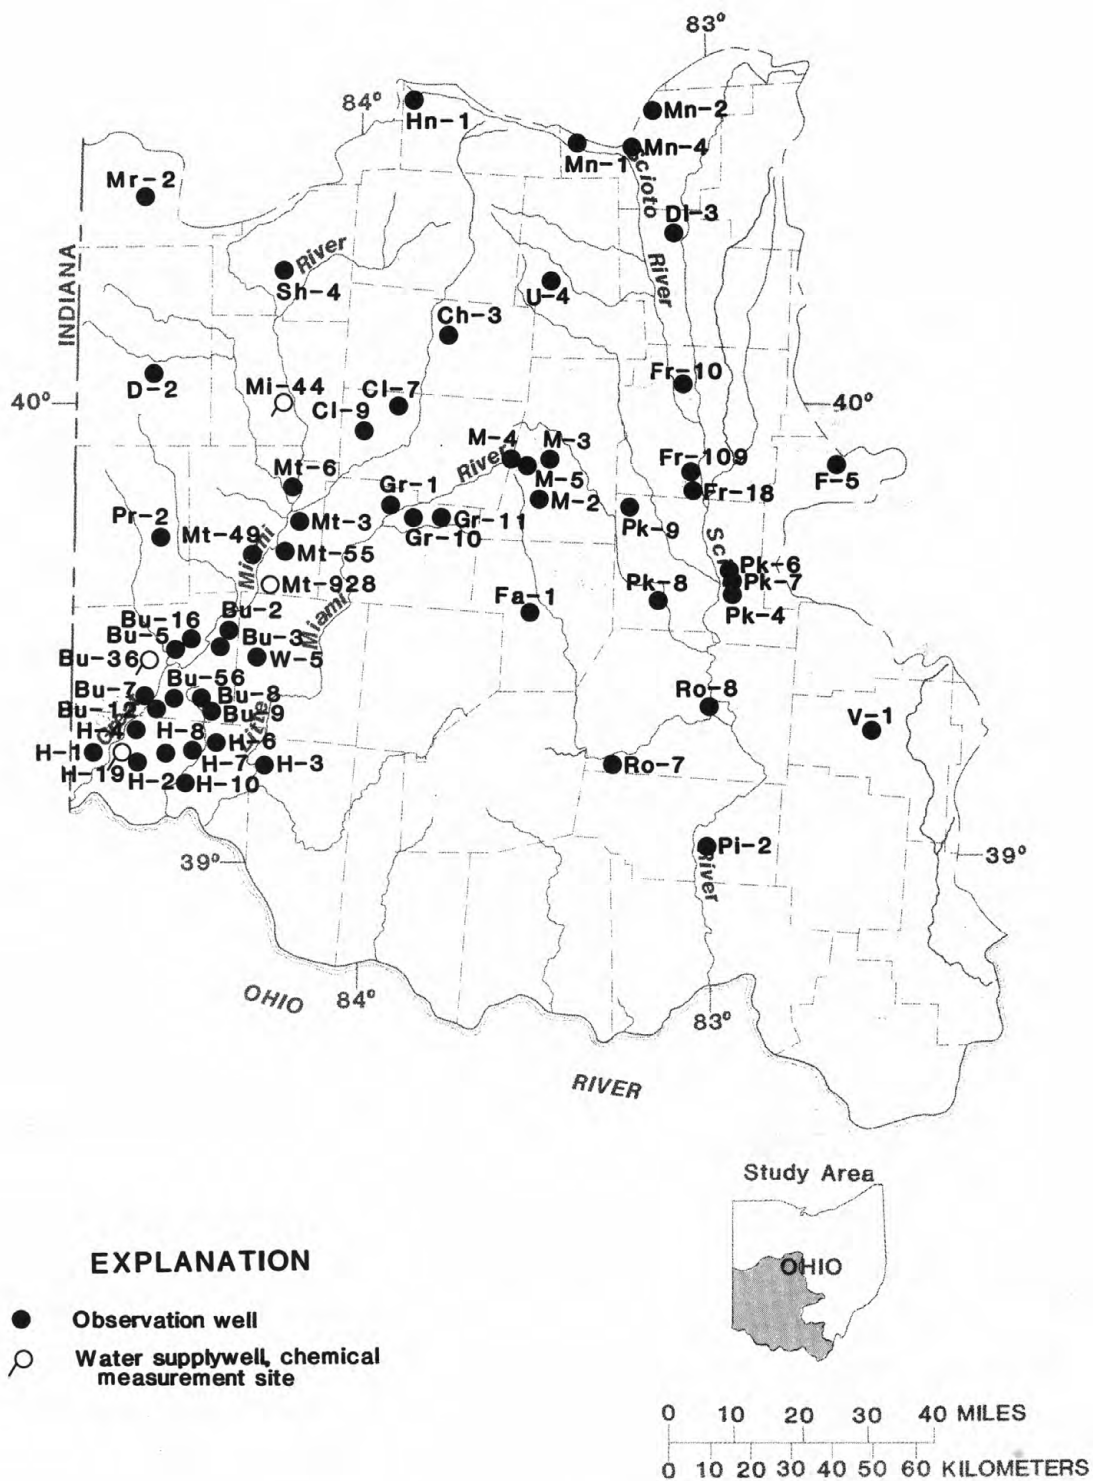 83°
84°
Hn-1
Mn-2
Mn-1
Mn-4
Scioto
Mr-2
Dl-3
INDIANA
River
Sh-4
River
U-4
Ch-3
D-2
Mi-44
Cl-7
Fr-10
40°
40°
Cl-9
M-4
M-3
River
Mt-6
Fr-109
F-5
M-5
Gr-1
M-2
Fr-18
Pr-2
Mt-3
Gr-11
Pk-9
Mt-49
Gr-10
Miami
Mt-55
Pk-6
Mt-928
Pk-8
Pk-7
Fa-1
Pk-4
Miami
Bu-2
Bu-16
Bu-5
Bu-3
Bu-36
W-5
Bu-56
Bu-7
Bu-8
Ro-8
Bu-12
Bu-9
V-1
Little
H-4
H-8
H-6
H-1
H-7
H-3
Ro-7
H-19
H-2
H-10
Pi-2
39°
39°
River
OHIO
84°
83°
RIVER
Study Area
OHIO
EXPLANATION
Observation well
Water supplywell, chemical
measurement site
0 10 20 30 40 MILES
0 10 20 30 40 50 60 KILOMETERS